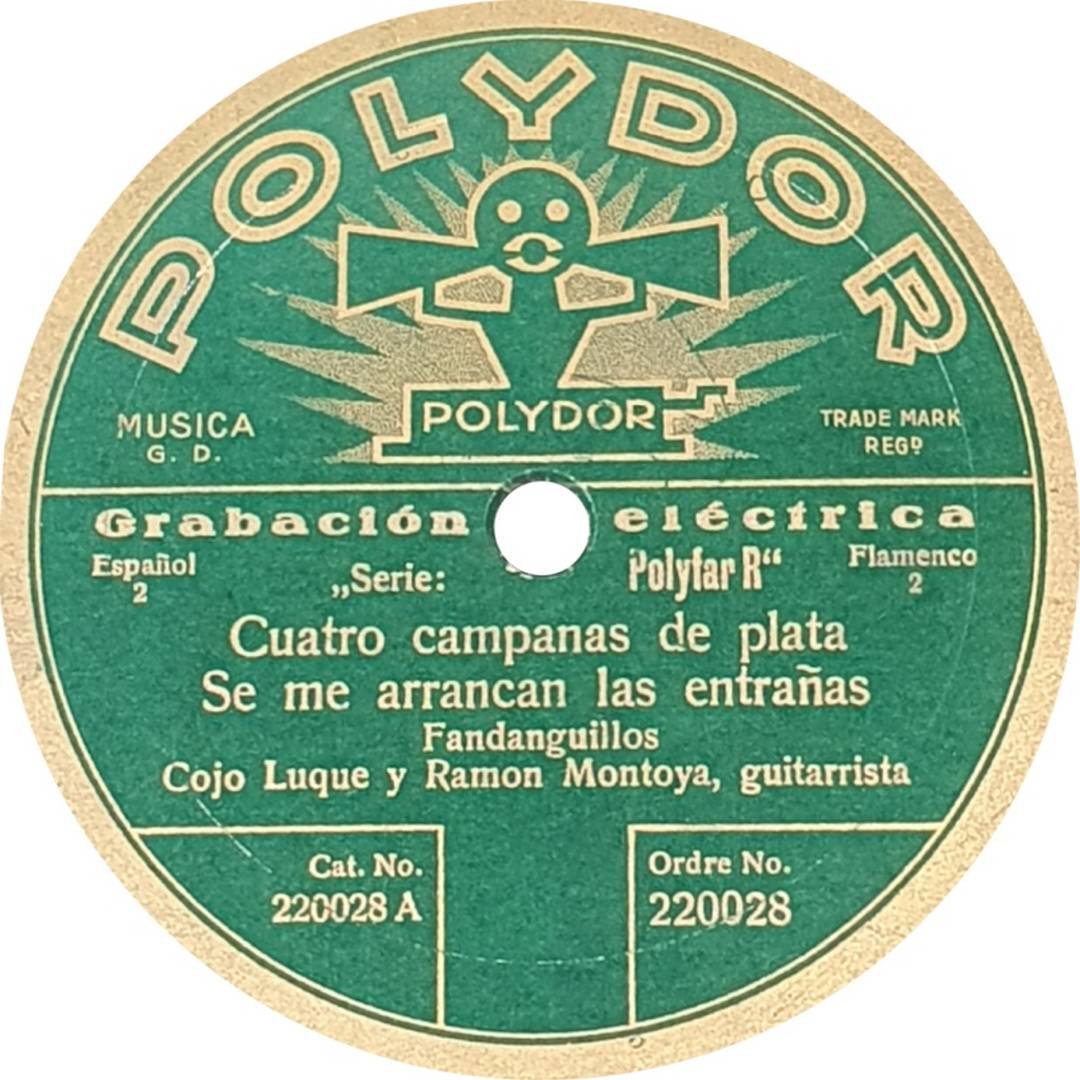 POLYDOR
POLYDOR
MUSICA
G. D.
TRADE MARK
REGD
Grabación eléctrica
Español
2
„Serie: Polyfar R“
Flamenco
2
Cuatro campanas de plata
Se me arrancan las entrañas
Fandanguillos
Cojo Luque y Ramon Montoya, guitarrista
Cat. No.
220028 A
Ordre No.
220028